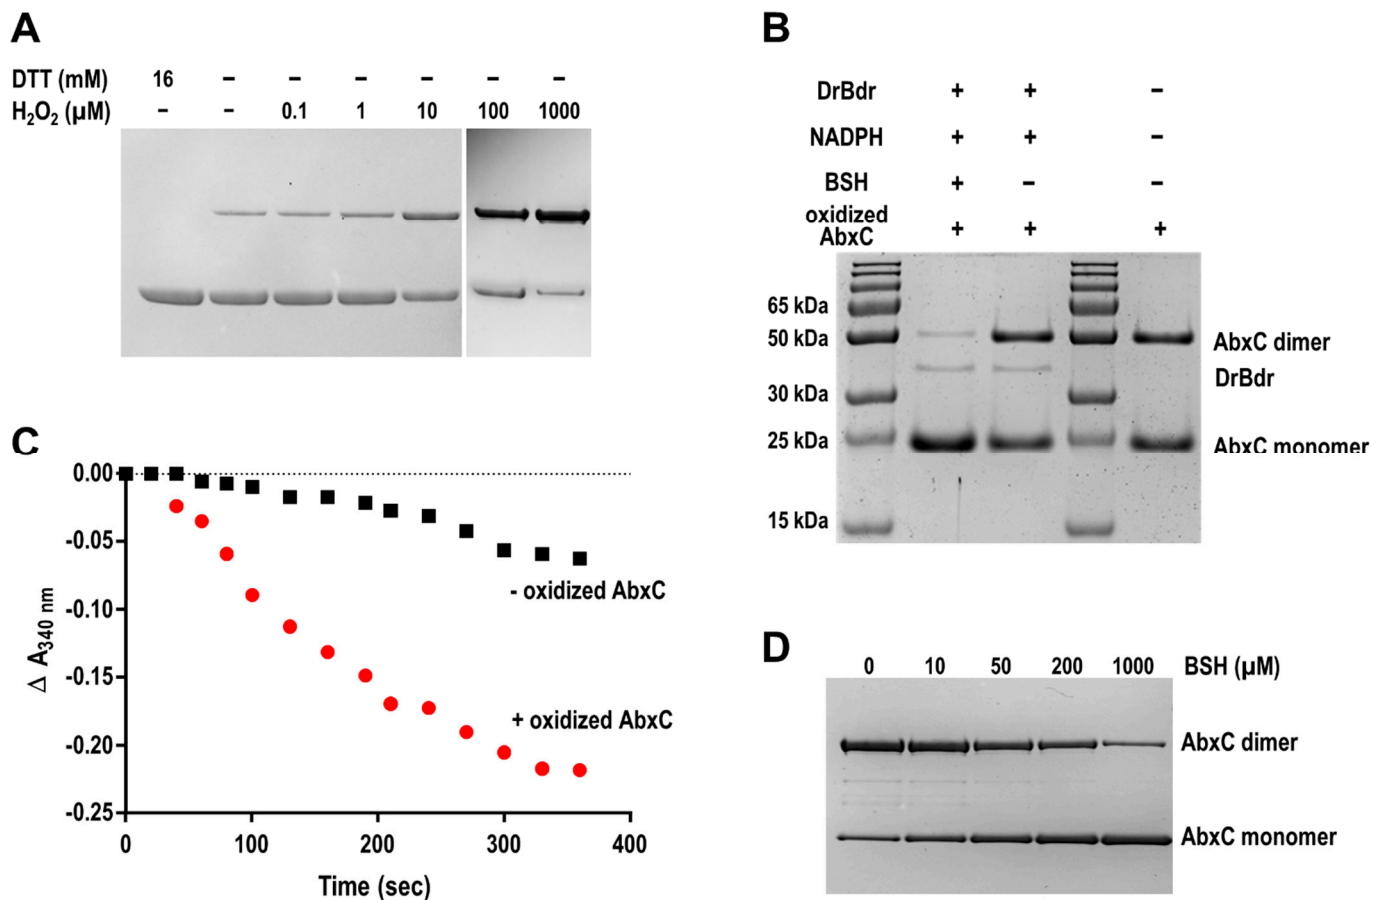 A
DTT (mM) 16 – – – – – –
H₂O₂ (µM) – – 0.1 1 10 100 1000
B
DrBdr + + –
NADPH + + –
BSH + – –
oxidized
AbxC + + +
65 kDa
50 kDa
30 kDa
25 kDa
15 kDa
AbxC dimer
DrBdr
AbxC monomer
C
0.00
-0.05
-0.10
-0.15
-0.20
-0.25
Δ A340 nm
- oxidized AbxC
+ oxidized AbxC
0 100 200 300 400
Time (sec)
D
0 10 50 200 1000 BSH (µM)
AbxC dimer
AbxC monomer